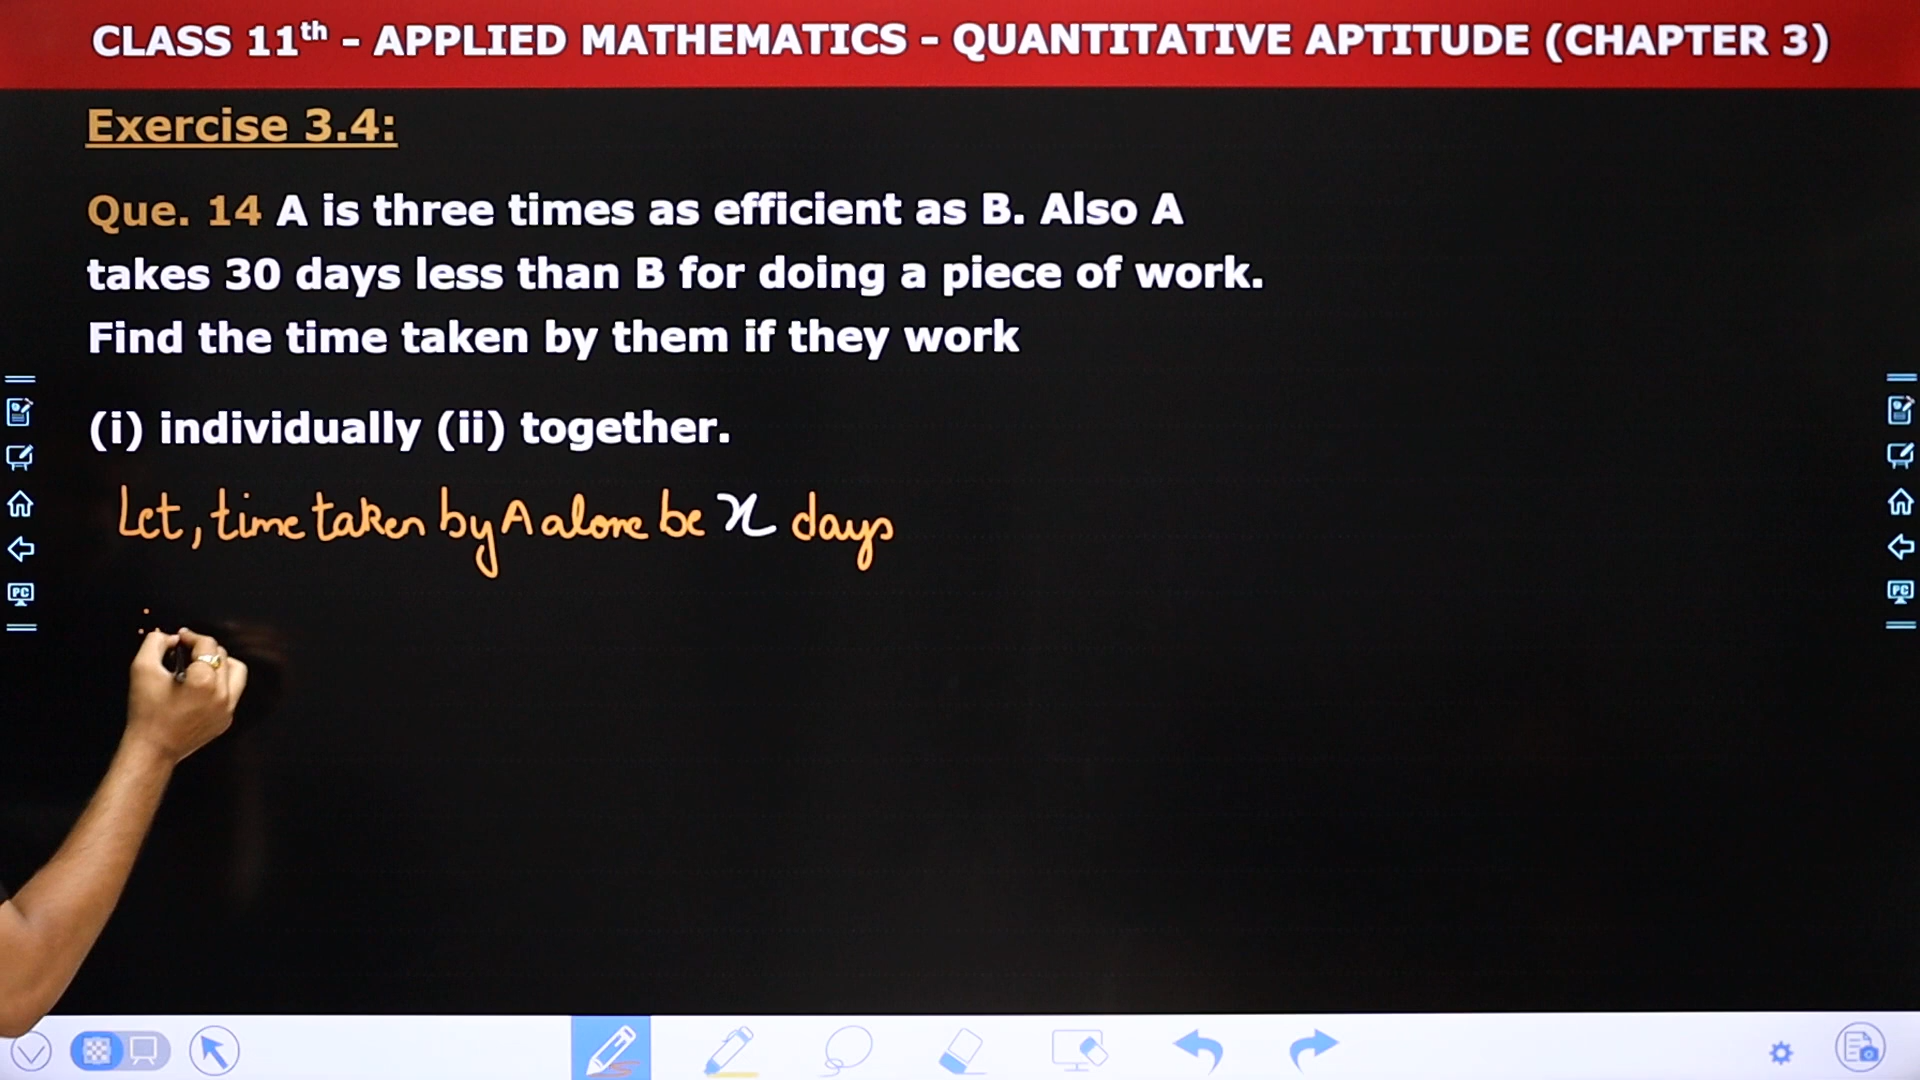 CLASS 11th - APPLIED MATHEMATICS - QUANTITATIVE APTITUDE (CHAPTER 3)
Exercise 3.4:
Que. 14 A is three times as efficient as B. Also A
takes 30 days less than B for doing a piece of work.
Find the time taken by them if they work
(i) individually (ii) together.
Let, time taken by A alone be x days
∴
PC PC